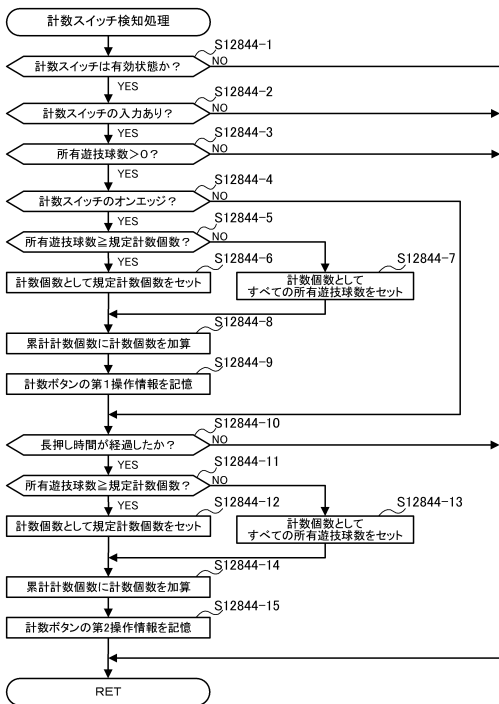 計数スイッチ検知処理
S12844-1
計数スイッチは有効状態か？
NO
YES
S12844-2
計数スイッチの入力あり？
NO
YES
S12844-3
所有遊技球数＞0？
NO
YES
S12844-4
計数スイッチのオンエッジ？
NO
YES
S12844-5
所有遊技球数≧規定計数個数？
NO
YES
S12844-6
計数個数として規定計数個数をセット
S12844-7
計数個数として
すべての所有遊技球数をセット
S12844-8
累計計数個数に計数個数を加算
S12844-9
計数ボタンの第1操作情報を記憶
S12844-10
長押し時間が経過したか？
NO
YES
S12844-11
所有遊技球数≧規定計数個数？
NO
YES
S12844-12
計数個数として規定計数個数をセット
S12844-13
計数個数として
すべての所有遊技球数をセット
S12844-14
累計計数個数に計数個数を加算
S12844-15
計数ボタンの第2操作情報を記憶
RET